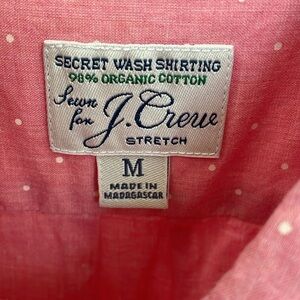 SECRET WASH SHIRTING
98% ORGANIC COTTON
Sewn
for J.Crew
STRETCH
M
MADE IN
MADAGASCAR